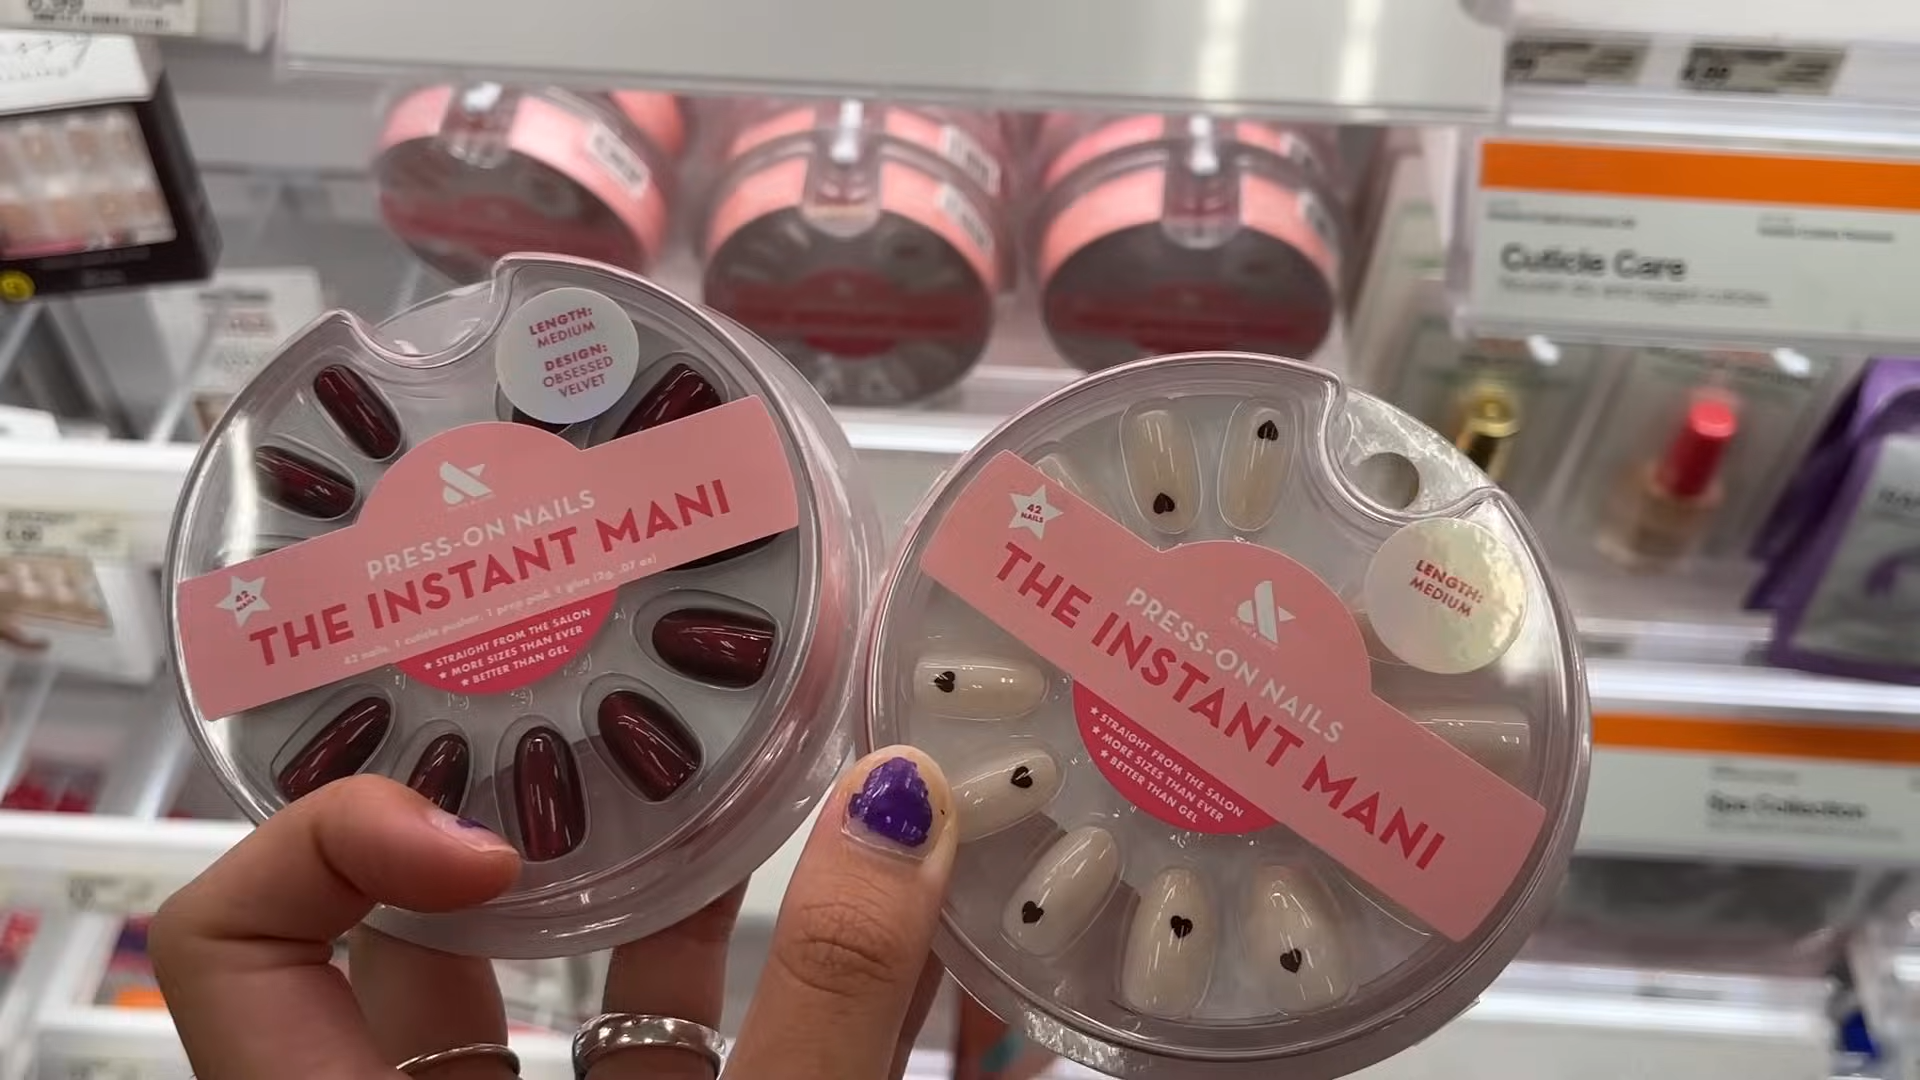 LENGTH:
MEDIUM
DESIGN:
OBSESSED
VELVET
PRESS-ON NAILS
THE INSTANT MANI
42 nails, 1 cuticle pusher, 1 prep pad, 1 glue (2g, .07 oz)
42
NAILS
★ STRAIGHT FROM THE SALON
★ MORE SIZES THAN EVER
★ BETTER THAN GEL
42
NAILS
PRESS-ON NAILS
THE INSTANT MANI
★ STRAIGHT FROM THE SALON
★ MORE SIZES THAN EVER
★ BETTER THAN GEL
LENGTH:
MEDIUM
Cuticle Care
Spa Collection